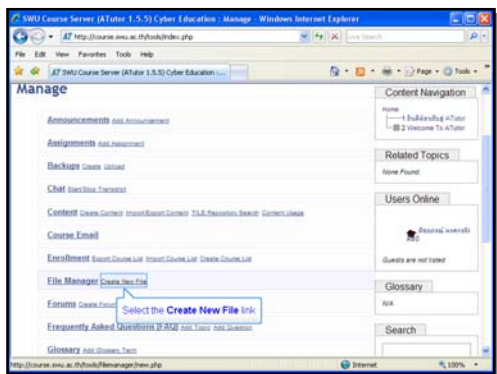 SWU Course Server (ATutor 1.5.5) Cyber Education : Manage - Windows Internet Explorer
http://course.swu.ac.th/tools/index.php
Live Search
File Edit View Favorites Tools Help
SWU Course Server (ATutor 1.5.5) Cyber Education :...
Page Tools
Manage
Announcements Add Announcement
Assignments Add Assignment
Backups Create Upload
Chat Start/Stop Transcript
Content Create Content Import/Export Content TILE Repository Search Content Usage
Course Email
Enrollment Export Course List Import Course List Create Course List
File Manager Create New File
Forums Create Forum
Select the Create New File link
Frequently Asked Questions (FAQ) Add Topic Add Question
Glossary Add Glossary Term
Content Navigation
Home
1
ATutor
2 Welcome To ATutor
Related Topics
None Found.
Users Online
Guests are not listed
Glossary
N/A
Search
http://course.swu.ac.th/tools/filemanager/new.php
Internet
100%